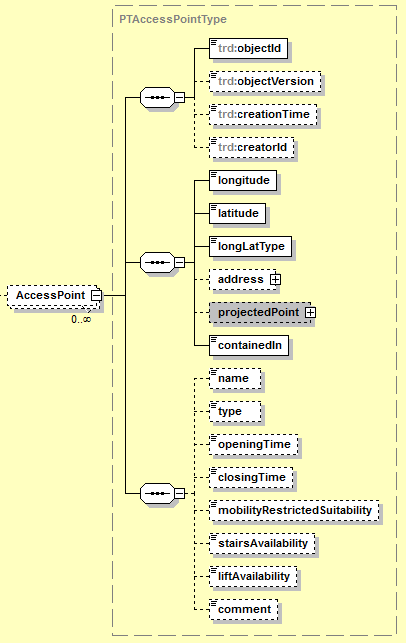 PTAccessPointType
trd:objectId
trd:objectVersion
trd:creationTime
trd:creatorId
longitude
latitude
longLatType
address
AccessPoint
0..∞
projectedPoint
containedIn
name
type
openingTime
closingTime
mobilityRestrictedSuitability
stairsAvailability
liftAvailability
comment